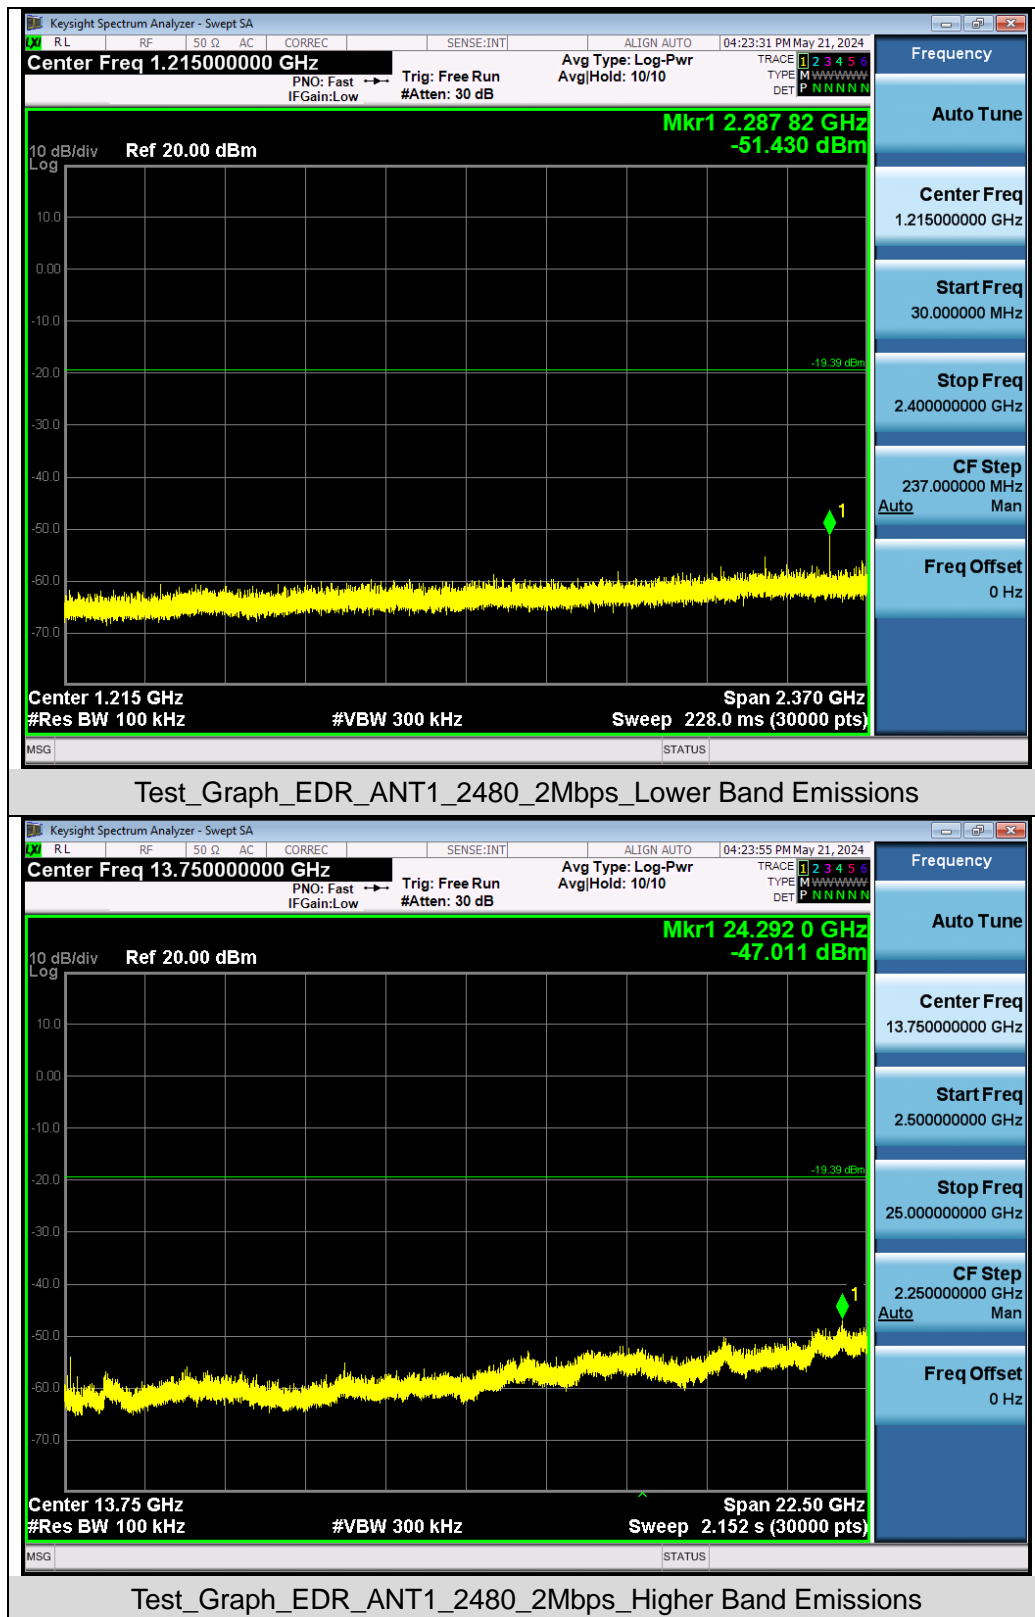 Keysight Spectrum Analyzer - Swept SA
LXI RL RF 50 Ω AC CORREC SENSE:INT ALIGN AUTO 04:23:31 PM May 21, 2024
Center Freq 1.215000000 GHz
PNO: Fast
IFGain:Low
Trig: Free Run
#Atten: 30 dB
Avg Type: Log-Pwr
Avg|Hold: 10/10
TRACE 1 2 3 4 5 6
TYPE M WWWWW
DET P N N N N N
Mkr1 2.287 82 GHz
-51.430 dBm
10 dB/div Ref 20.00 dBm
Log
10.0
0.00
-10.0
-19.39 dBm
-20.0
-30.0
-40.0
1
-50.0
-60.0
-70.0
Center 1.215 GHz Span 2.370 GHz
#Res BW 100 kHz #VBW 300 kHz Sweep 228.0 ms (30000 pts)
MSG STATUS
Frequency
Auto Tune
Center Freq
1.215000000 GHz
Start Freq
30.000000 MHz
Stop Freq
2.400000000 GHz
CF Step
237.000000 MHz
Auto Man
Freq Offset
0 Hz
Test_Graph_EDR_ANT1_2480_2Mbps_Lower Band Emissions
Keysight Spectrum Analyzer - Swept SA
LXI RL RF 50 Ω AC CORREC SENSE:INT ALIGN AUTO 04:23:55 PM May 21, 2024
Center Freq 13.750000000 GHz
PNO: Fast
IFGain:Low
Trig: Free Run
#Atten: 30 dB
Avg Type: Log-Pwr
Avg|Hold: 10/10
TRACE 1 2 3 4 5 6
TYPE M WWWWW
DET P N N N N N
Mkr1 24.292 0 GHz
-47.011 dBm
10 dB/div Ref 20.00 dBm
Log
10.0
0.00
-10.0
-19.39 dBm
-20.0
-30.0
-40.0
1
-50.0
-60.0
-70.0
Center 13.75 GHz Span 22.50 GHz
#Res BW 100 kHz #VBW 300 kHz Sweep 2.152 s (30000 pts)
MSG STATUS
Frequency
Auto Tune
Center Freq
13.750000000 GHz
Start Freq
2.500000000 GHz
Stop Freq
25.000000000 GHz
CF Step
2.250000000 GHz
Auto Man
Freq Offset
0 Hz
Test_Graph_EDR_ANT1_2480_2Mbps_Higher Band Emissions